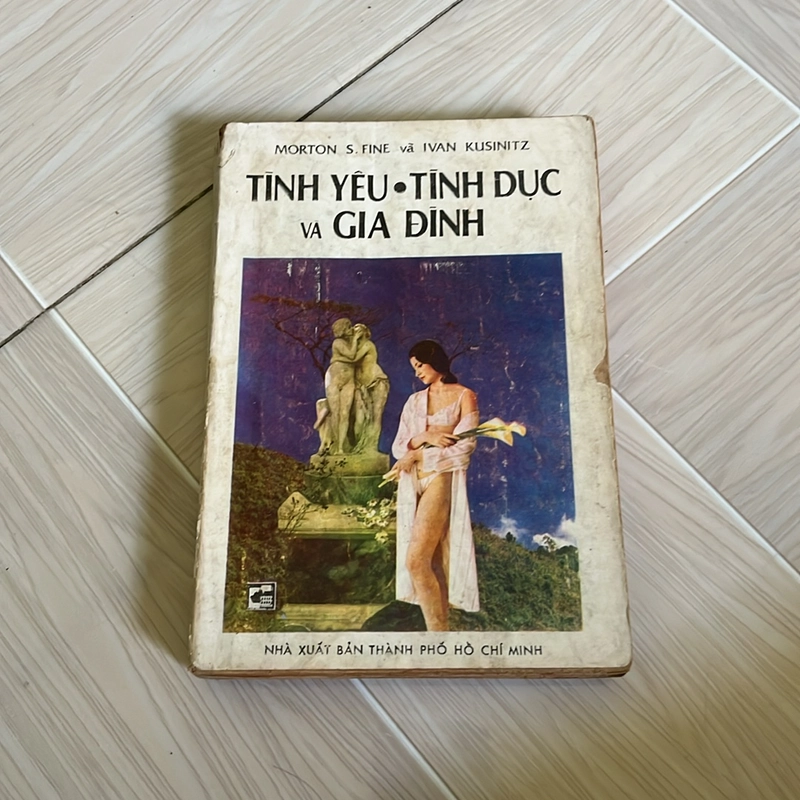 MORTON S. FINE và IVAN KUSINITZ
TÌNH YÊU • TÌNH DỤC
VÀ GIA ĐÌNH
NHÀ XUẤT BẢN THÀNH PHỐ HỒ CHÍ MINH